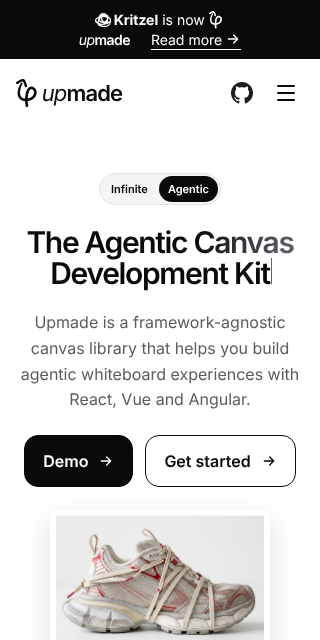 Kritzel is now
upmade Read more →
upmade
Infinite Agentic
The Agentic Canvas
Development Kit
Upmade is a framework-agnostic
canvas library that helps you build
agentic whiteboard experiences with
React, Vue and Angular.
Demo → Get started →